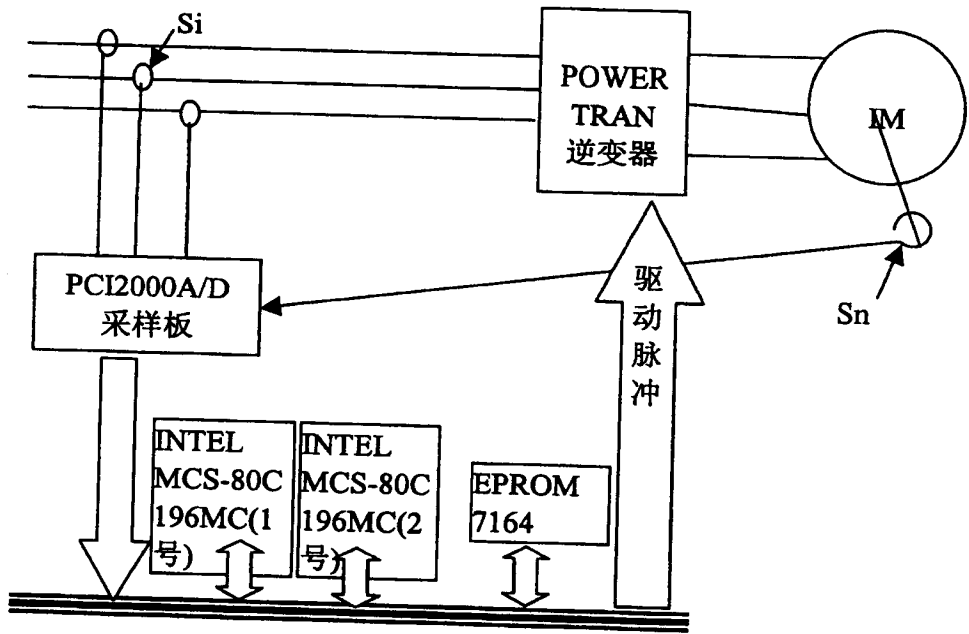 Si
POWER
TRAN
逆变器
IM
PCI2000A/D
采样板
驱
动
脉
冲
Sn
INTEL
MCS-80C
196MC(1
号)
INTEL
MCS-80C
196MC(2
号)
EPROM
7164